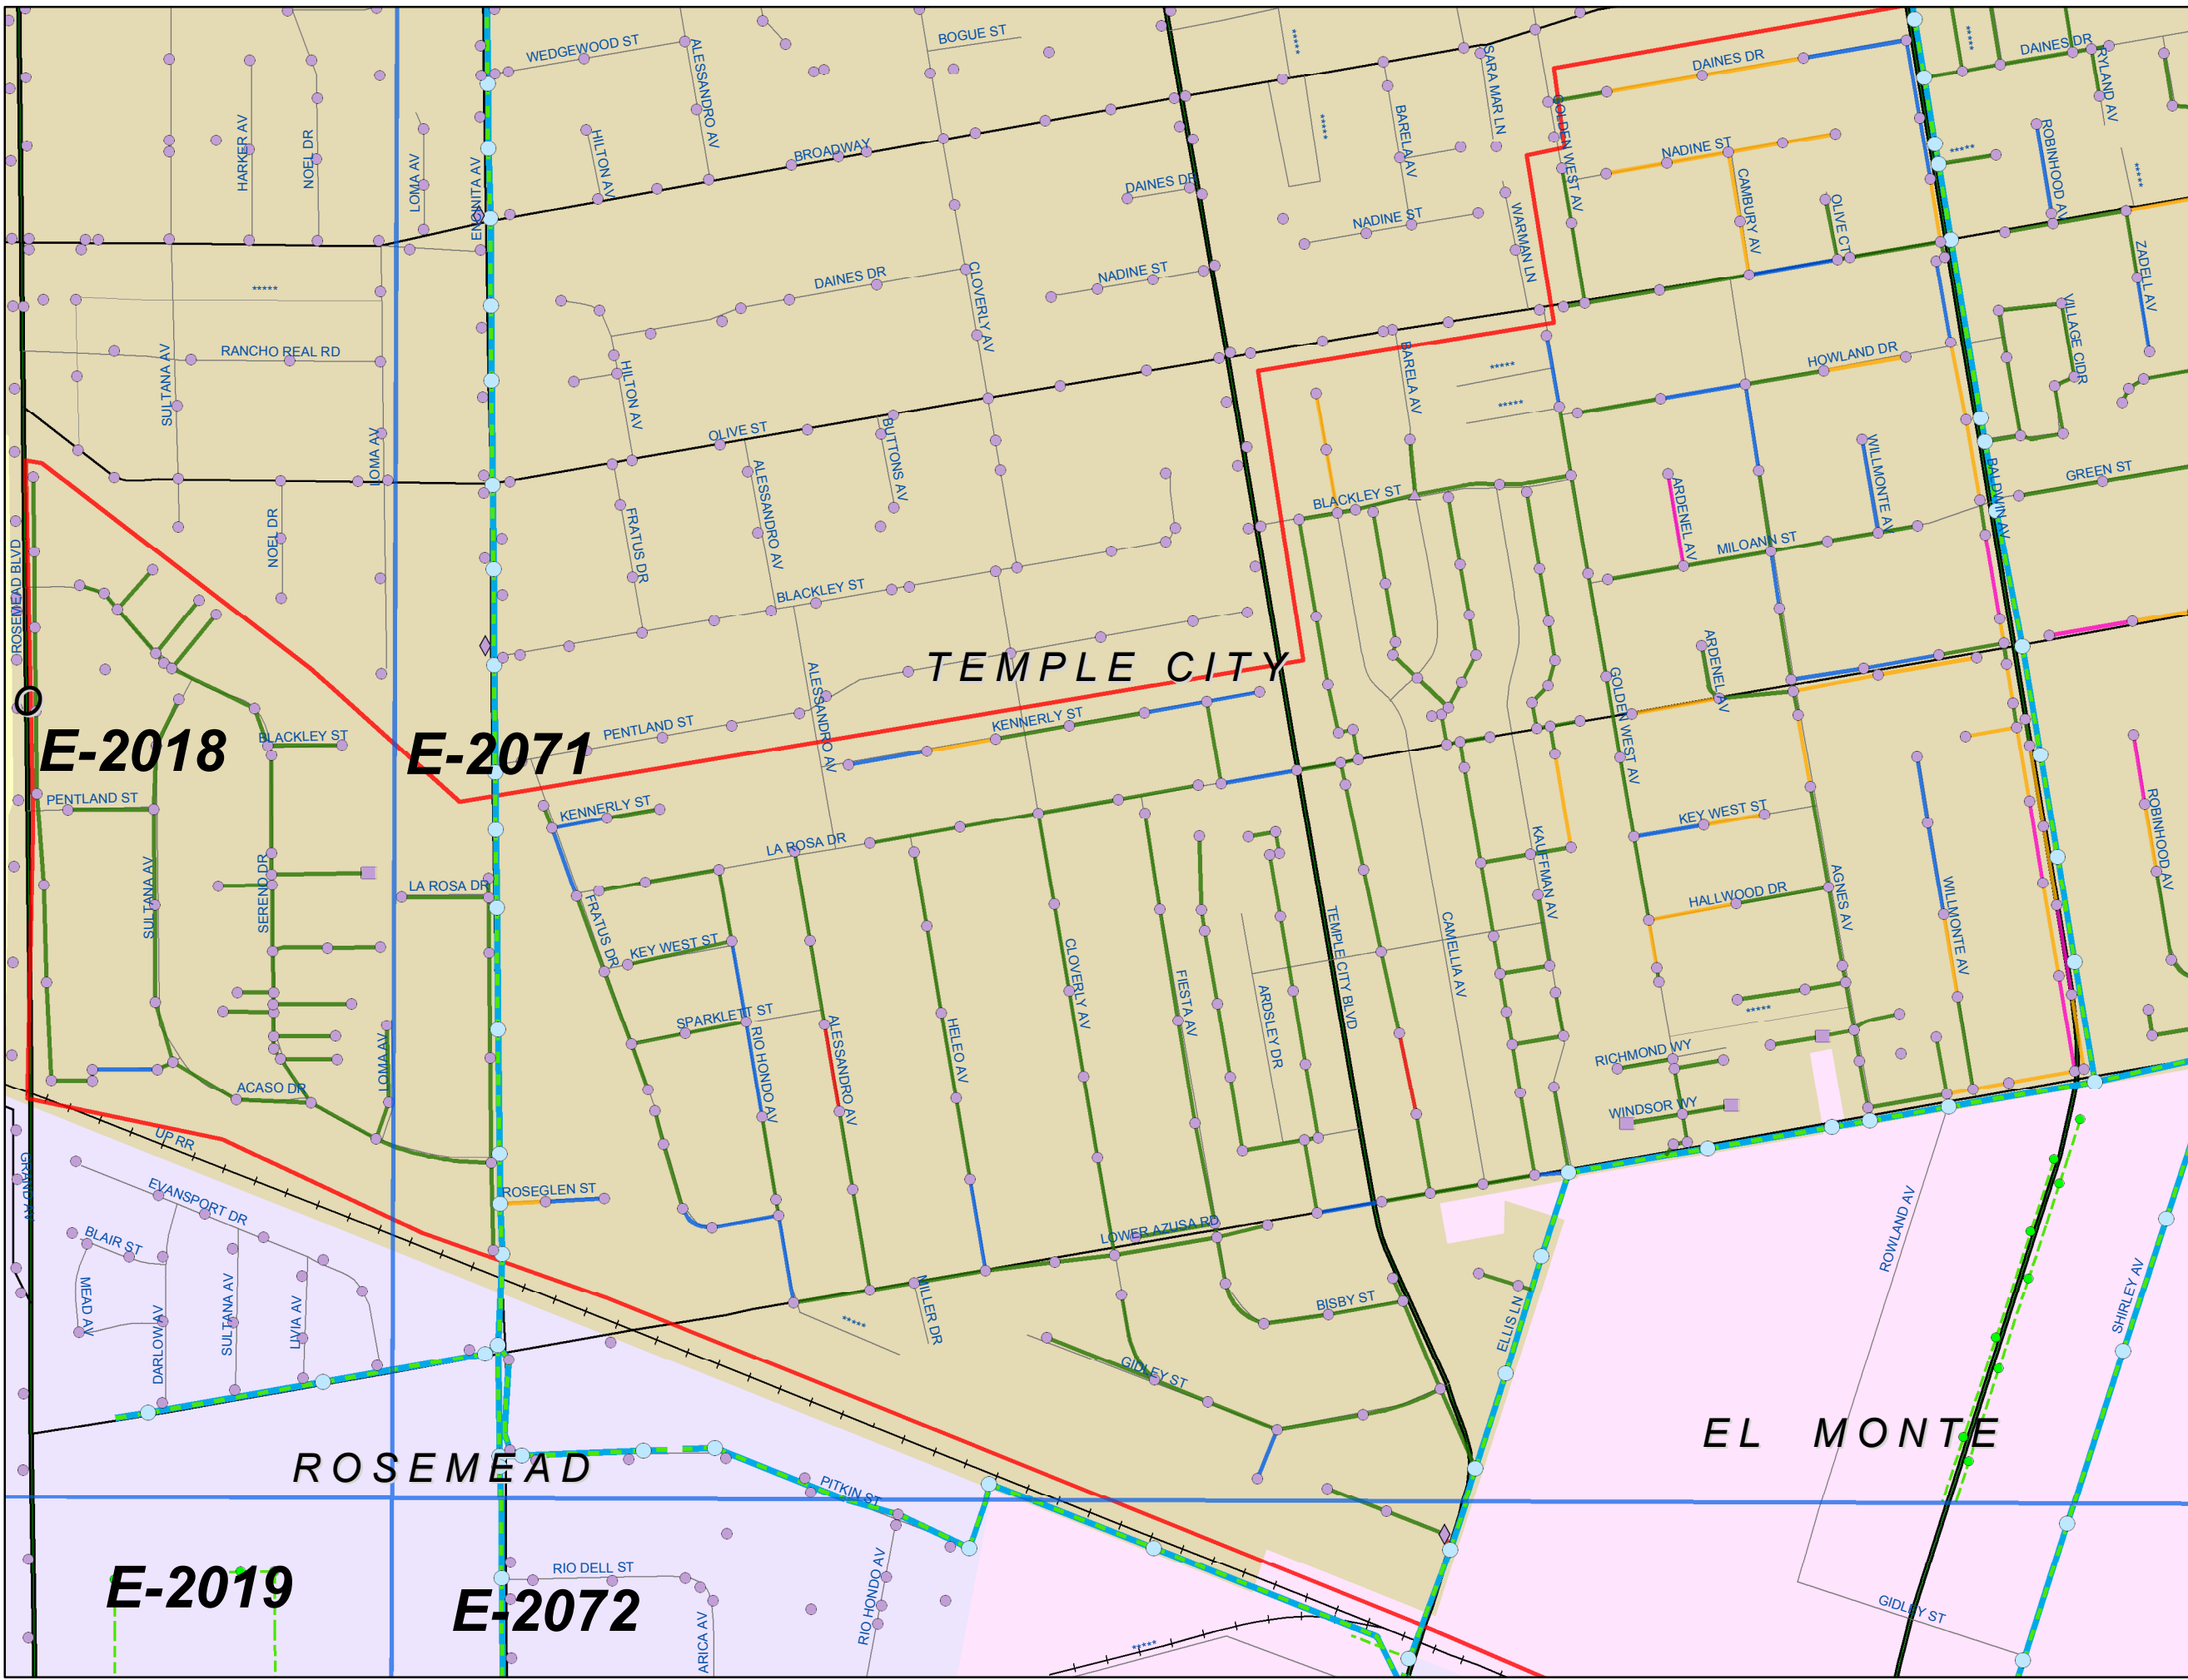 WEDGEWOOD ST
ALESSANDRO AV
BOGUE ST
*****
SARA MAR LN
DAINES DR
*****
DAINES DR
RYLAND AV
HARKER AV
NOEL DR
LOMA AV
ENCINITA AV
HILTON AV
BROADWAY
*****
BARELA AV
GOLDEN WEST AV
NADINE ST
*****
ROBINHOOD AV
*****
DAINES DR
NADINE ST
WARMAN LN
CAMBURY AV
OLIVE CT
ZADELL AV
*****
DAINES DR
CLOVERLY AV
NADINE ST
VILLAGE CIDR
RANCHO REAL RD
SULTANA AV
HILTON AV
BARELA AV
*****
*****
HOWLAND DR
LOMA AV
OLIVE ST
BUTTONS AV
ALESSANDRO AV
FRATUS DR
NOEL DR
BLACKLEY ST
ARDENEL AV
WILLMONTE AV
BALDWIN AV
GREEN ST
MILOANN ST
ROSEMEAD BLVD
BLACKLEY ST
TEMPLE CITY
ALESSANDRO AV
GOLDEN WEST AV
ARDENEL AV
O
E-2018
BLACKLEY ST
E-2071
PENTLAND ST
KENNERLY ST
PENTLAND ST
KENNERLY ST
KEY WEST ST
ROBINHOOD AV
LA ROSA DR
KAUFFMAN AV
SULTANA AV
SERENO DR
LA ROSA DR
HALLWOOD DR
AGNES AV
WILLMONTE AV
FRATUS DR
KEY WEST ST
CLOVERLY AV
FIESTA AV
ARDSLEY DR
TEMPLE CITY BLVD
CAMELLIA AV
SPARKLETT ST
RIO HONDO AV
ALESSANDRO AV
HELEO AV
*****
RICHMOND WY
LOMA AV
ACASO DR
WINDSOR WY
UP RR
GRAND AV
EVANSPORT DR
ROSEGLEN ST
BLAIR ST
LOWER AZUSA RD
ROWLAND AV
MEAD AV
DARLOW AV
SULTANA AV
LIVIA AV
*****
MILLER DR
BISBY ST
ELLIS LN
SHIRLEY AV
GIDLEY ST
ROSEMEAD
EL MONTE
PITKIN ST
E-2019
E-2072
RIO DELL ST
ARICA AV
RIO HONDO AV
*****
GIDLEY ST